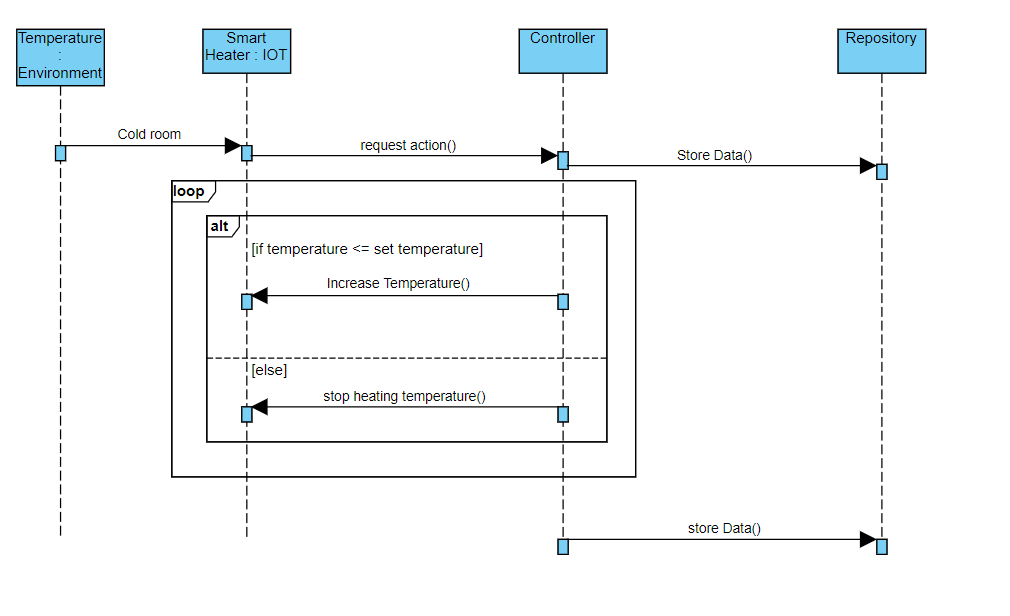 Temperature
:
Environment
Smart
Heater : IOT
Controller
Repository
Cold room
request action()
Store Data()
loop
alt
[if temperature <= set temperature]
Increase Temperature()
[else]
stop heating temperature()
store Data()